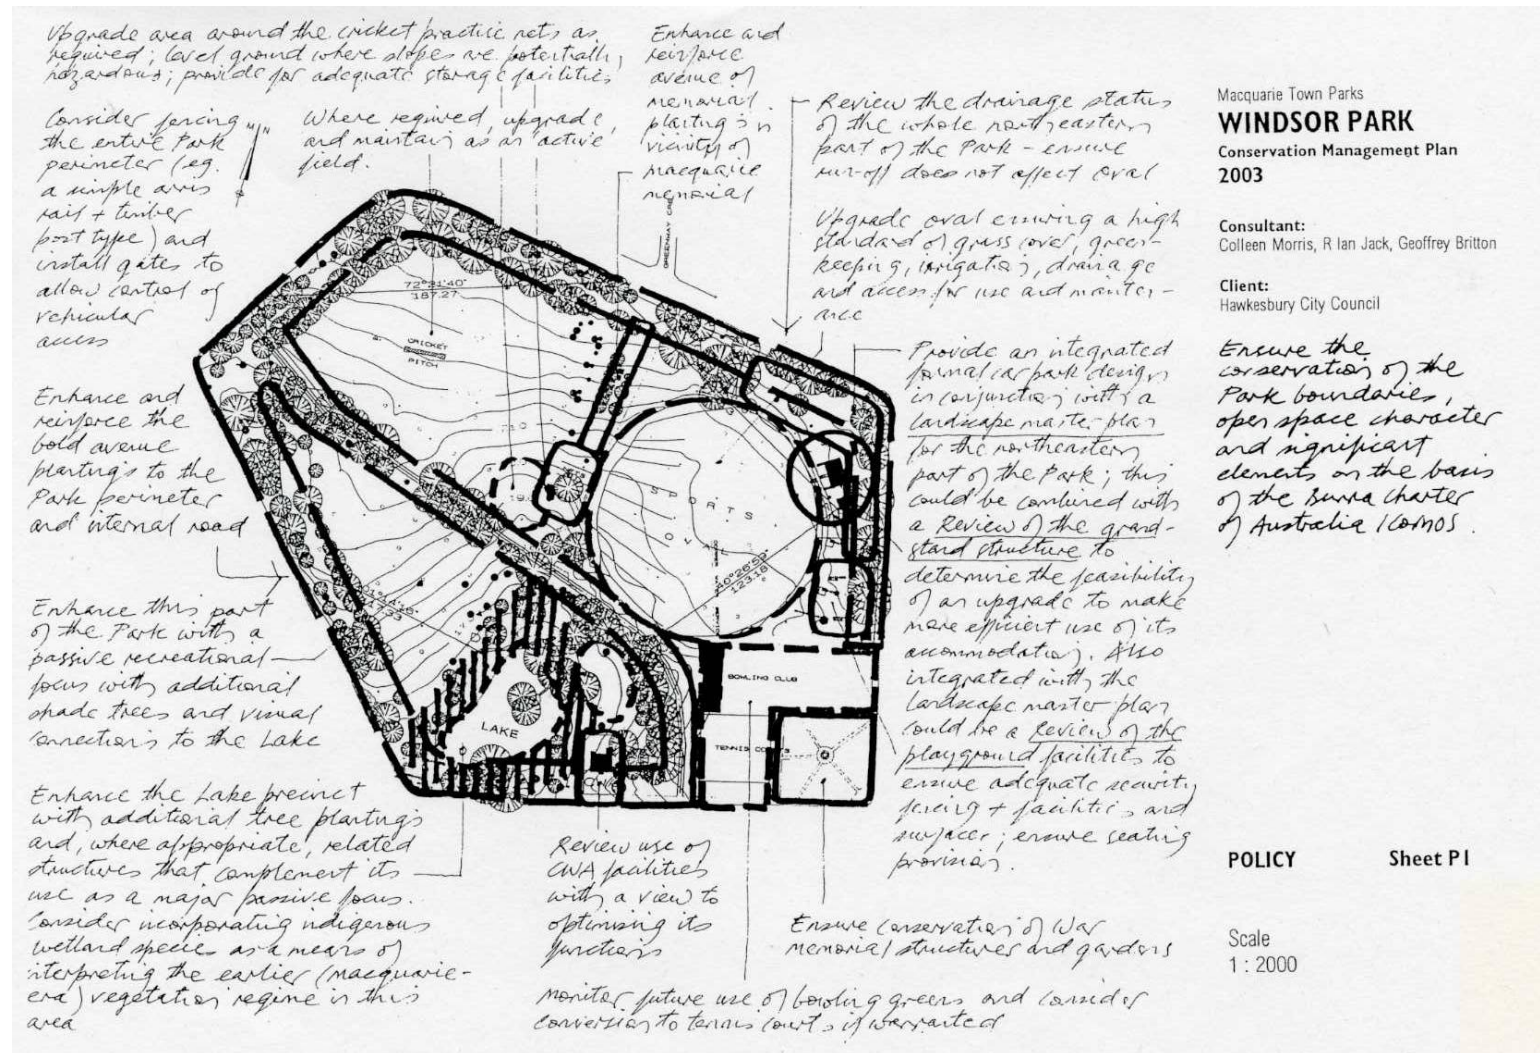 Upgrade area around the cricket practice nets as
required; level ground where slopes are potentially
hazardous; provide for adequate storage facilities
Enhance and
reinforce
avenue of
memorial
plantings in
vicinity of
Macquarie
memorial
Consider fencing
the entire Park
perimeter (eg.
a simple arris
rail + timber
post type) and
install gates to
allow control of
vehicular
access
M N
Where required, upgrade,
and maintain as an active
field.
Review the drainage status
of the whole northeastern
part of the Park - ensure
run-off does not affect oval
Upgrade oval ensuring a high
standard of grass cover, green-
keeping, irrigation, drainage
and access for use and mainten-
ance
Provide an integrated
formal car park design
in conjunction with a
landscape master plan
for the northeastern
part of the Park; this
could be combined with
a Review of the grand-
stand structure to
determine the feasibility
of an upgrade to make
more efficient use of its
accommodation. Also
integrated with the
landscape master plan
could be a Review of the
playground facilities to
ensure adequate security
fencing + facilities and
surfaces; ensure seating
provision.
Enhance and
reinforce the
bold avenue
plantings to the
Park perimeter
and internal road
Enhance this part
of the Park with a
passive recreational
focus with additional
shade trees and visual
connections to the Lake
Enhance the Lake precinct
with additional tree plantings
and, where appropriate, related
structures that complement its
use as a major passive focus.
Consider incorporating indigenous
wetland species as a means of
interpreting the earlier (Macquarie-
era) vegetation regime in this
area
Review use of
CWA facilities
with a view to
optimising its
functions
Ensure conservation of War
memorial structures and gardens
Monitor future use of bowling greens and consider
conversion to tennis courts if warranted
GREENWAY CRES
72°31'40"
187.27
CRICKET
PITCH
SPORTS
OVAL
40°26'55"
123.18
BOWLING CLUB
TENNIS COURTS
LAKE
Macquarie Town Parks
WINDSOR PARK
Conservation Management Plan
2003
Consultant:
Colleen Morris, R Ian Jack, Geoffrey Britton
Client:
Hawkesbury City Council
Ensure the
conservation of the
Park boundaries,
open space character
and significant
elements on the basis
of the Burra Charter
of Australia ICOMOS.
POLICY Sheet P1
Scale
1 : 2000